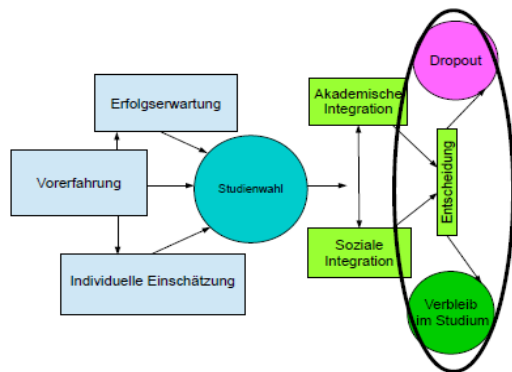 Dropout
Erfolgserwartung
Akademische
Integration
Vorerfahrung
Studienwahl
Entscheidung
Soziale
Integration
Individuelle Einschätzung
Verbleib
im Studium